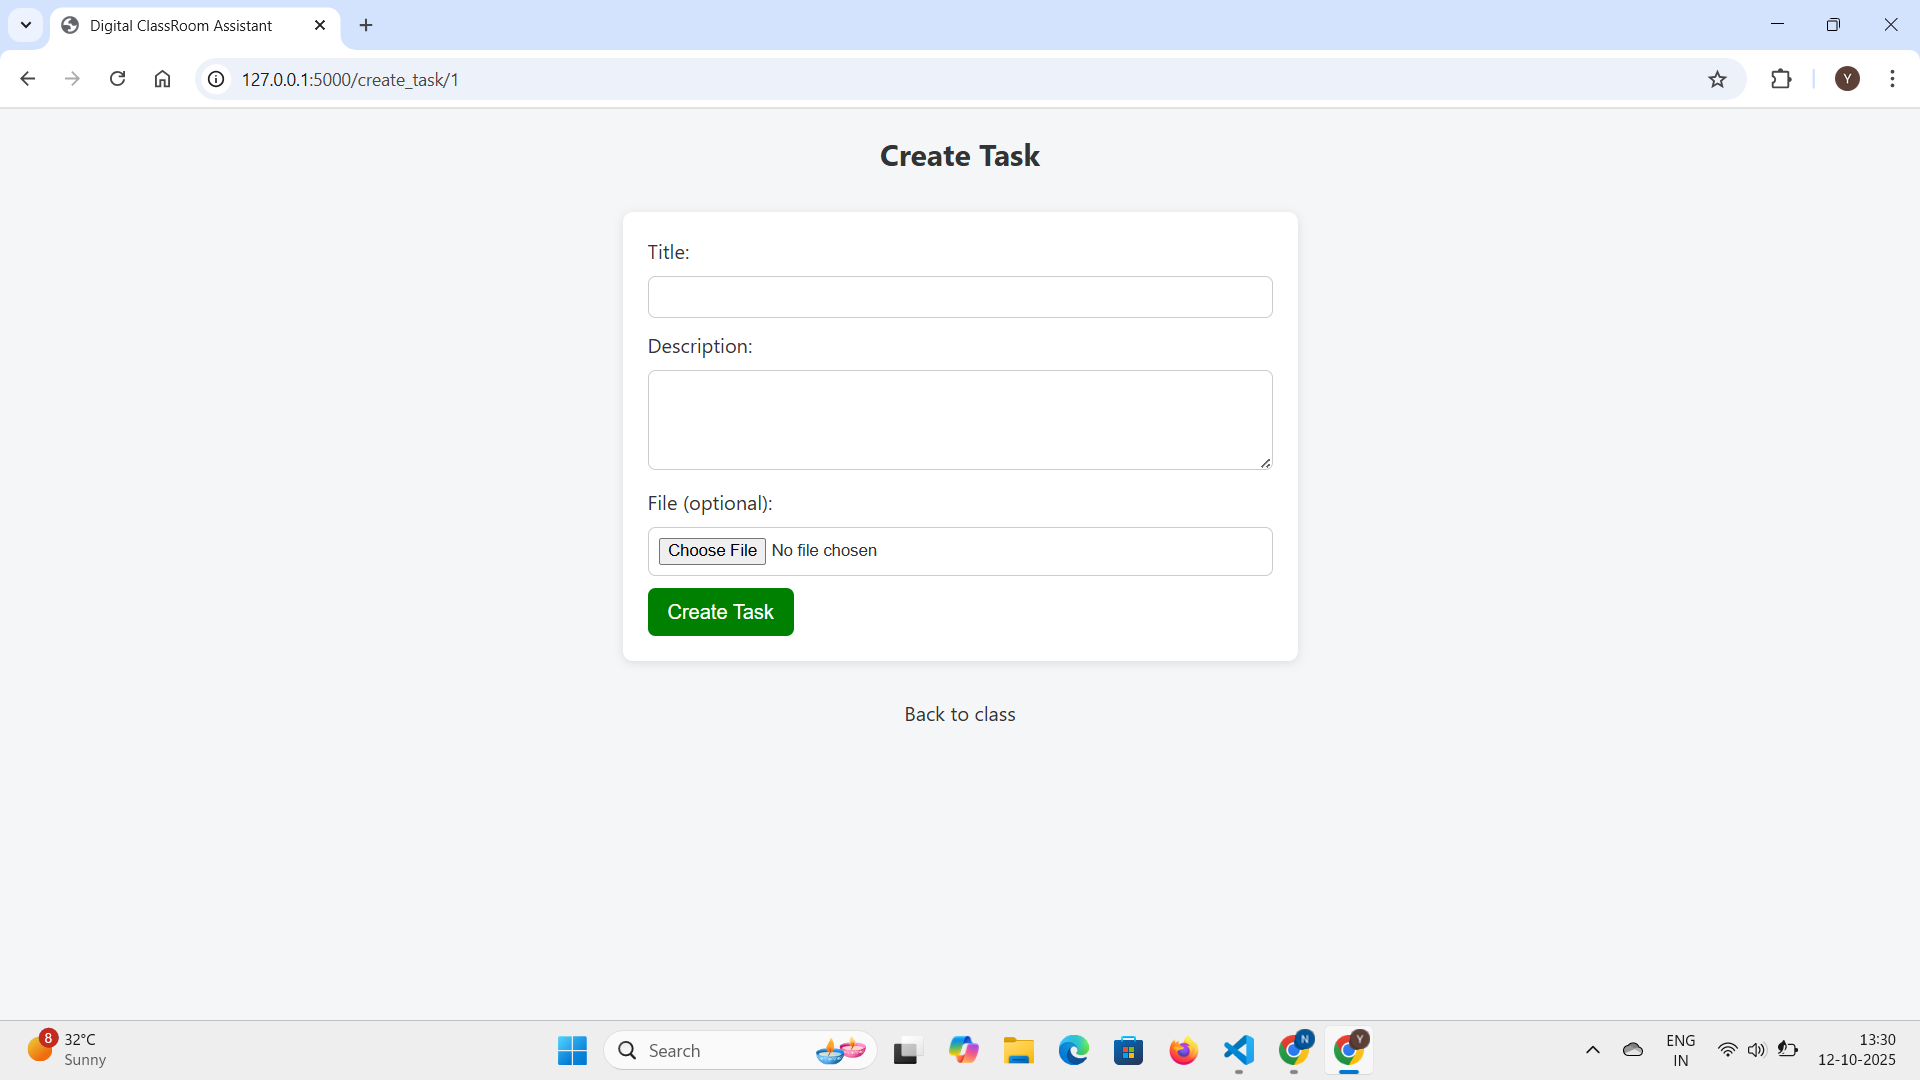 Digital ClassRoom Assistant
127.0.0.1:5000/create_task/1
Y
Create Task
Title:
Description:
File (optional):
Choose File No file chosen
Create Task
Back to class
8
32°C
Sunny
Search
N
Y
ENG
IN
13:30
12-10-2025